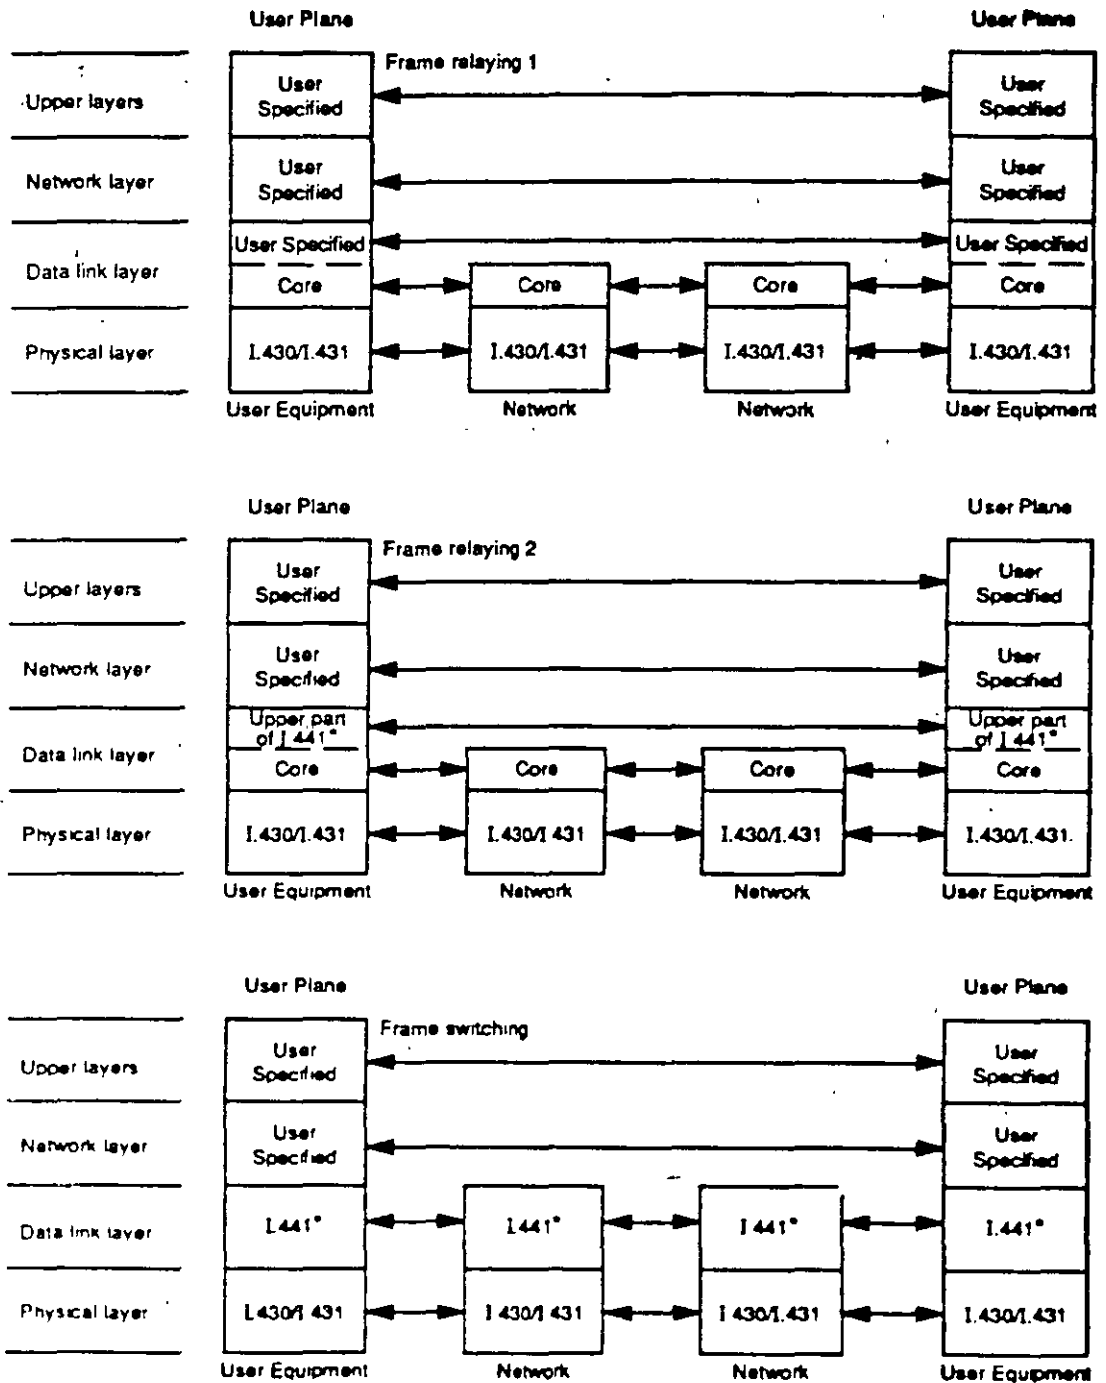 User Plane
User Plane
Frame relaying 1
Upper layers
User
Specified
User
Specified
Network layer
User
Specified
User
Specified
User Specified
User Specified
Data link layer
Core
Core
Core
Core
Physical layer
I.430/I.431
I.430/I.431
I.430/I.431
I.430/I.431
User Equipment
Network
Network
User Equipment
User Plane
User Plane
Frame relaying 2
Upper layers
User
Specified
User
Specified
Network layer
User
Specified
User
Specified
Upper part
of I 441*
Upper part
of I 441*
Data link layer
Core
Core
Core
Core
Physical layer
I.430/I.431
I.430/I.431
I.430/I.431
I.430/I.431.
User Equipment
Network
Network
User Equipment
User Plane
User Plane
Frame switching
Upper layers
User
Specified
User
Specified
Network layer
User
Specified
User
Specified
Data link layer
I.441*
I.441*
I 441*
I.441*
Physical layer
I.430/I.431
I 430/I.431
I 430/I.431
I.430/I.431
User Equipment
Network
Network
User Equipment